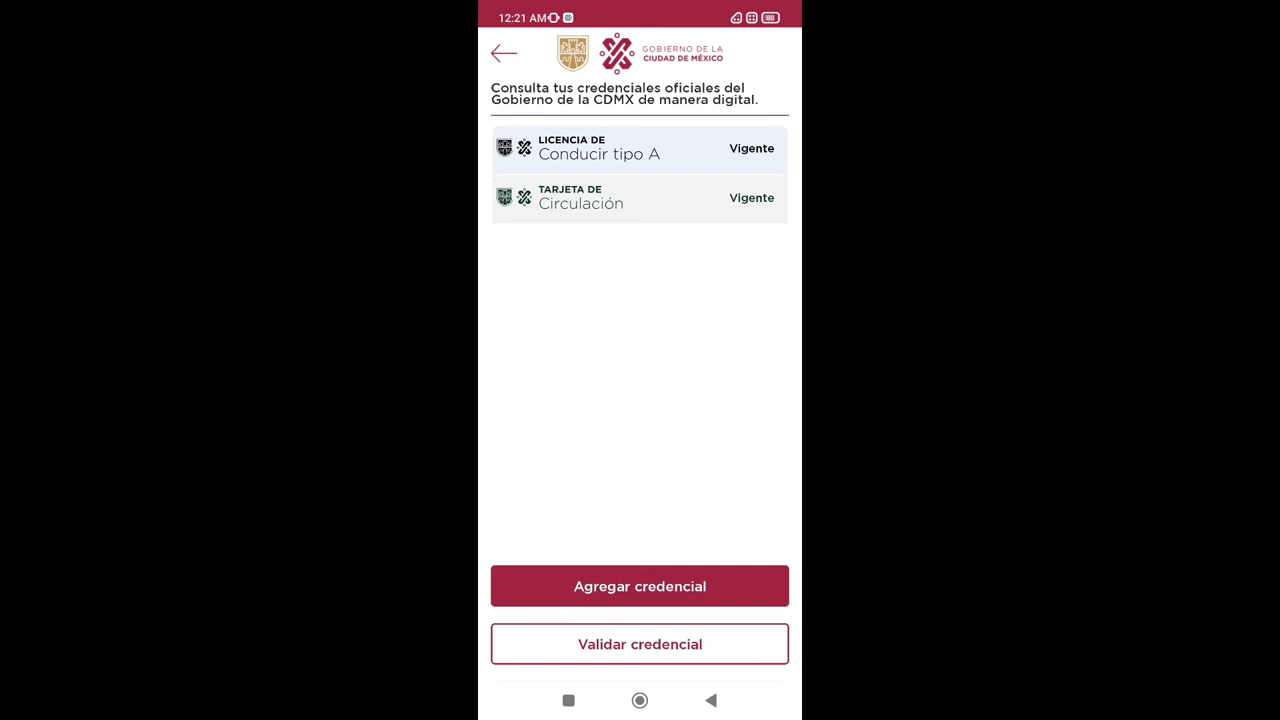 12:21 AM
80
GOBIERNO DE LA
CIUDAD DE MÉXICO
Consulta tus credenciales oficiales del
Gobierno de la CDMX de manera digital.
LICENCIA DE
Conducir tipo A
Vigente
TARJETA DE
Circulación
Vigente
Agregar credencial
Validar credencial